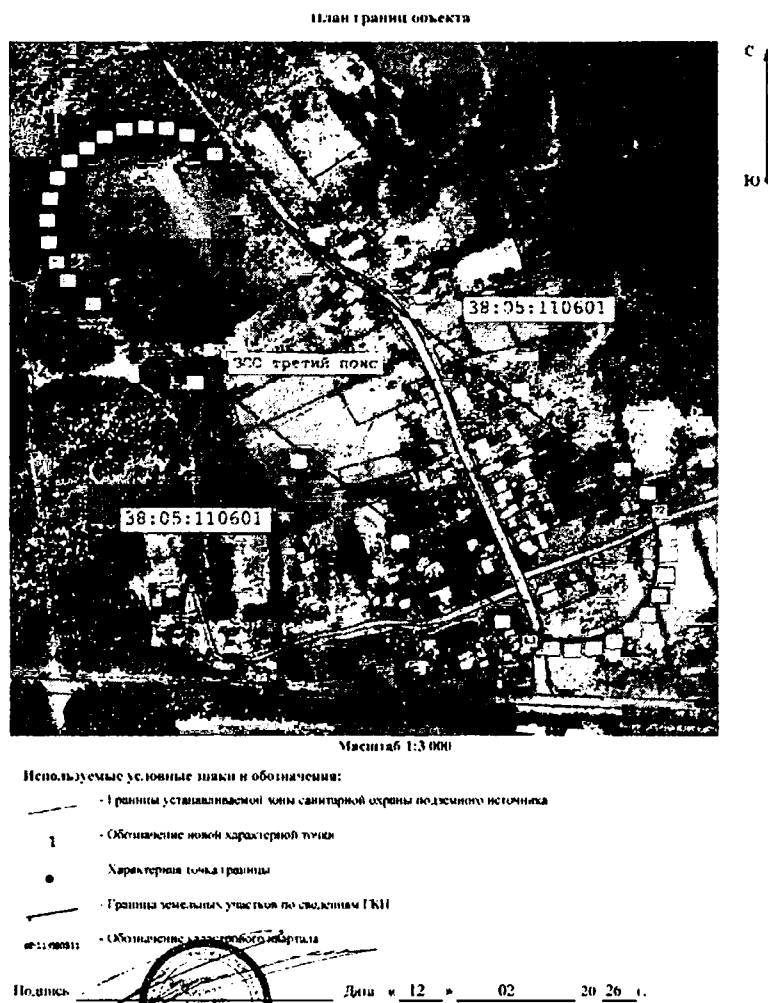 План границ объекта
С
Ю
38:05:110601
ЗСО третий пояс
38:05:110601
Масштаб 1:3 000
Используемые условные знаки и обозначения:
- Границы устанавливаемой зоны санитарной охраны подземного источника
1 - Обозначение новой характерной точки
Характерная точка границы
- Граница земельных участков по сведениям ГКН
- Обозначение кадастрового квартала
Подпись Дата « 12 » 02 20 26 г.